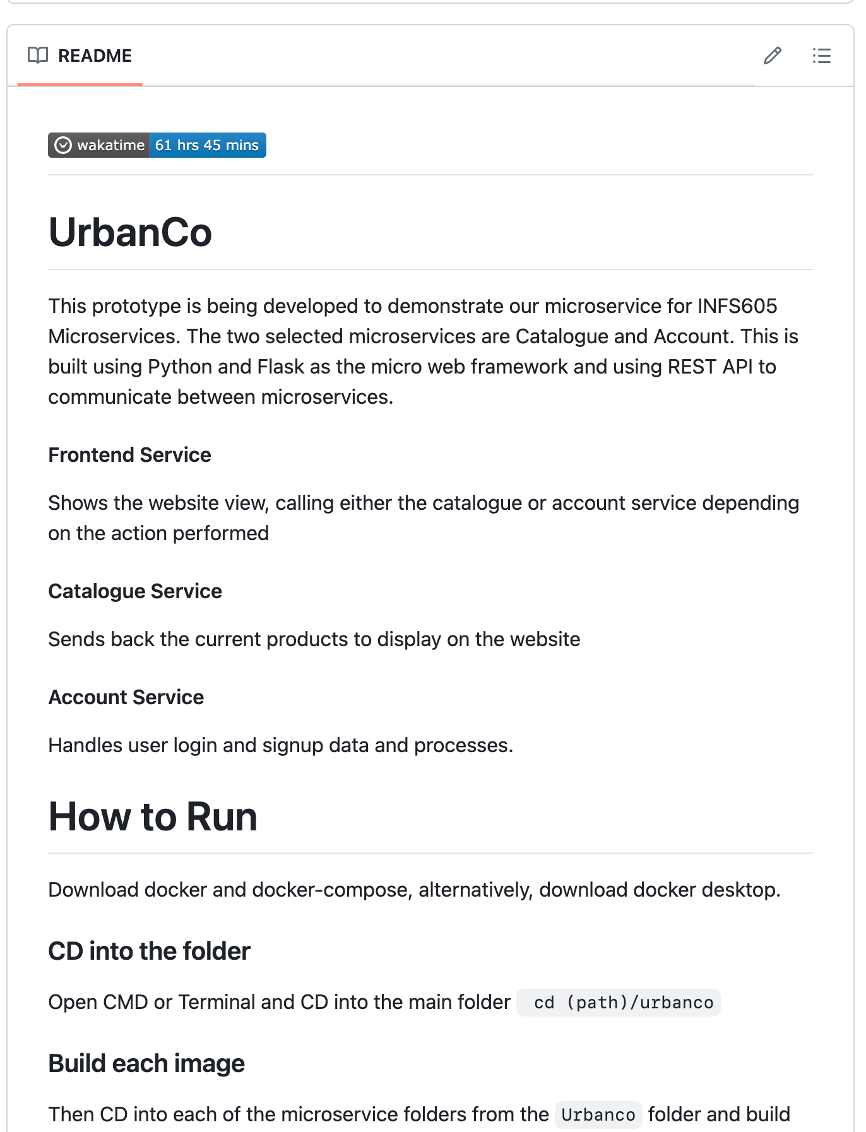 README
wakatime 61 hrs 45 mins
UrbanCo
This prototype is being developed to demonstrate our microservice for INFS605
Microservices. The two selected microservices are Catalogue and Account. This is
built using Python and Flask as the micro web framework and using REST API to
communicate between microservices.
Frontend Service
Shows the website view, calling either the catalogue or account service depending
on the action performed
Catalogue Service
Sends back the current products to display on the website
Account Service
Handles user login and signup data and processes.
How to Run
Download docker and docker-compose, alternatively, download docker desktop.
CD into the folder
Open CMD or Terminal and CD into the main folder cd (path)/urbanco
Build each image
Then CD into each of the microservice folders from the Urbanco folder and build